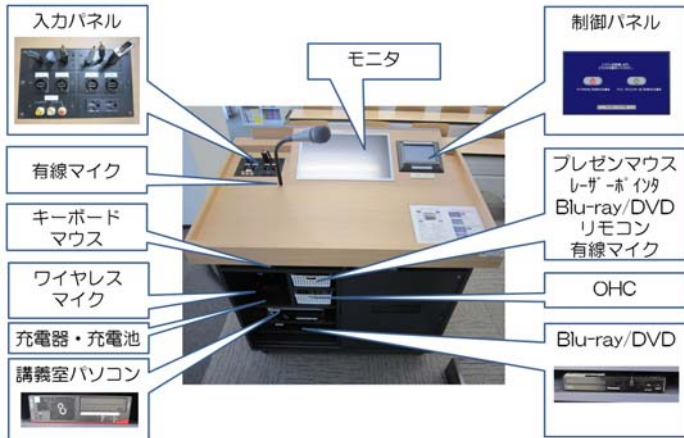 入力パネル
モニタ
制御パネル
有線マイク
キーボード
マウス
ワイヤレス
マイク
充電器・充電池
講義室パソコン
プレゼンマウス
ﾚｰｻﾞｰﾎﾟｲﾝﾀ
Blu-ray/DVD
リモコン
有線マイク
OHC
Blu-ray/DVD